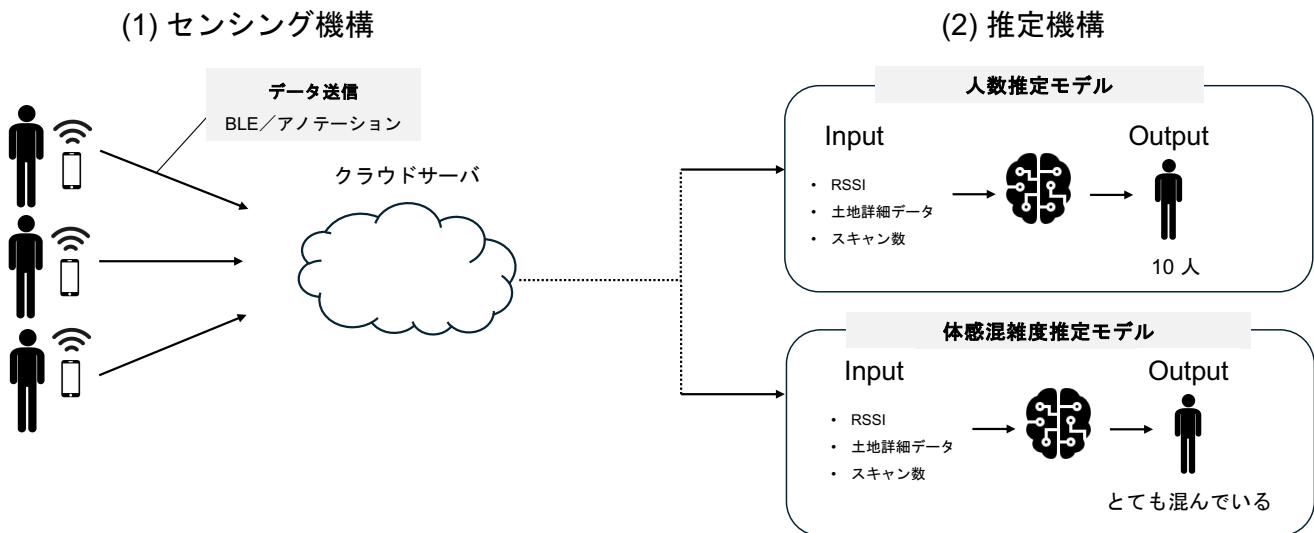 (1) センシング機構
データ送信
BLE／アノテーション
クラウドサーバ
(2) 推定機構
人数推定モデル
Input
Output
• RSSI
• 土地詳細データ
• スキャン数
10 人
体感混雑度推定モデル
Input
Output
• RSSI
• 土地詳細データ
• スキャン数
とても混んでいる